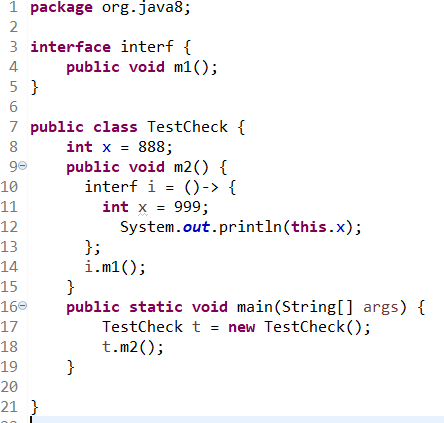 1 package org.java8;
2
3 interface interf {
4     public void m1();
5 }
6
7 public class TestCheck {
8     int x = 888;
9     public void m2() {
10       interf i = ()-> {
11         int x = 999;
12           System.out.println(this.x);
13       };
14       i.m1();
15     }
16     public static void main(String[] args) {
17         TestCheck t = new TestCheck();
18         t.m2();
19     }
20
21 }